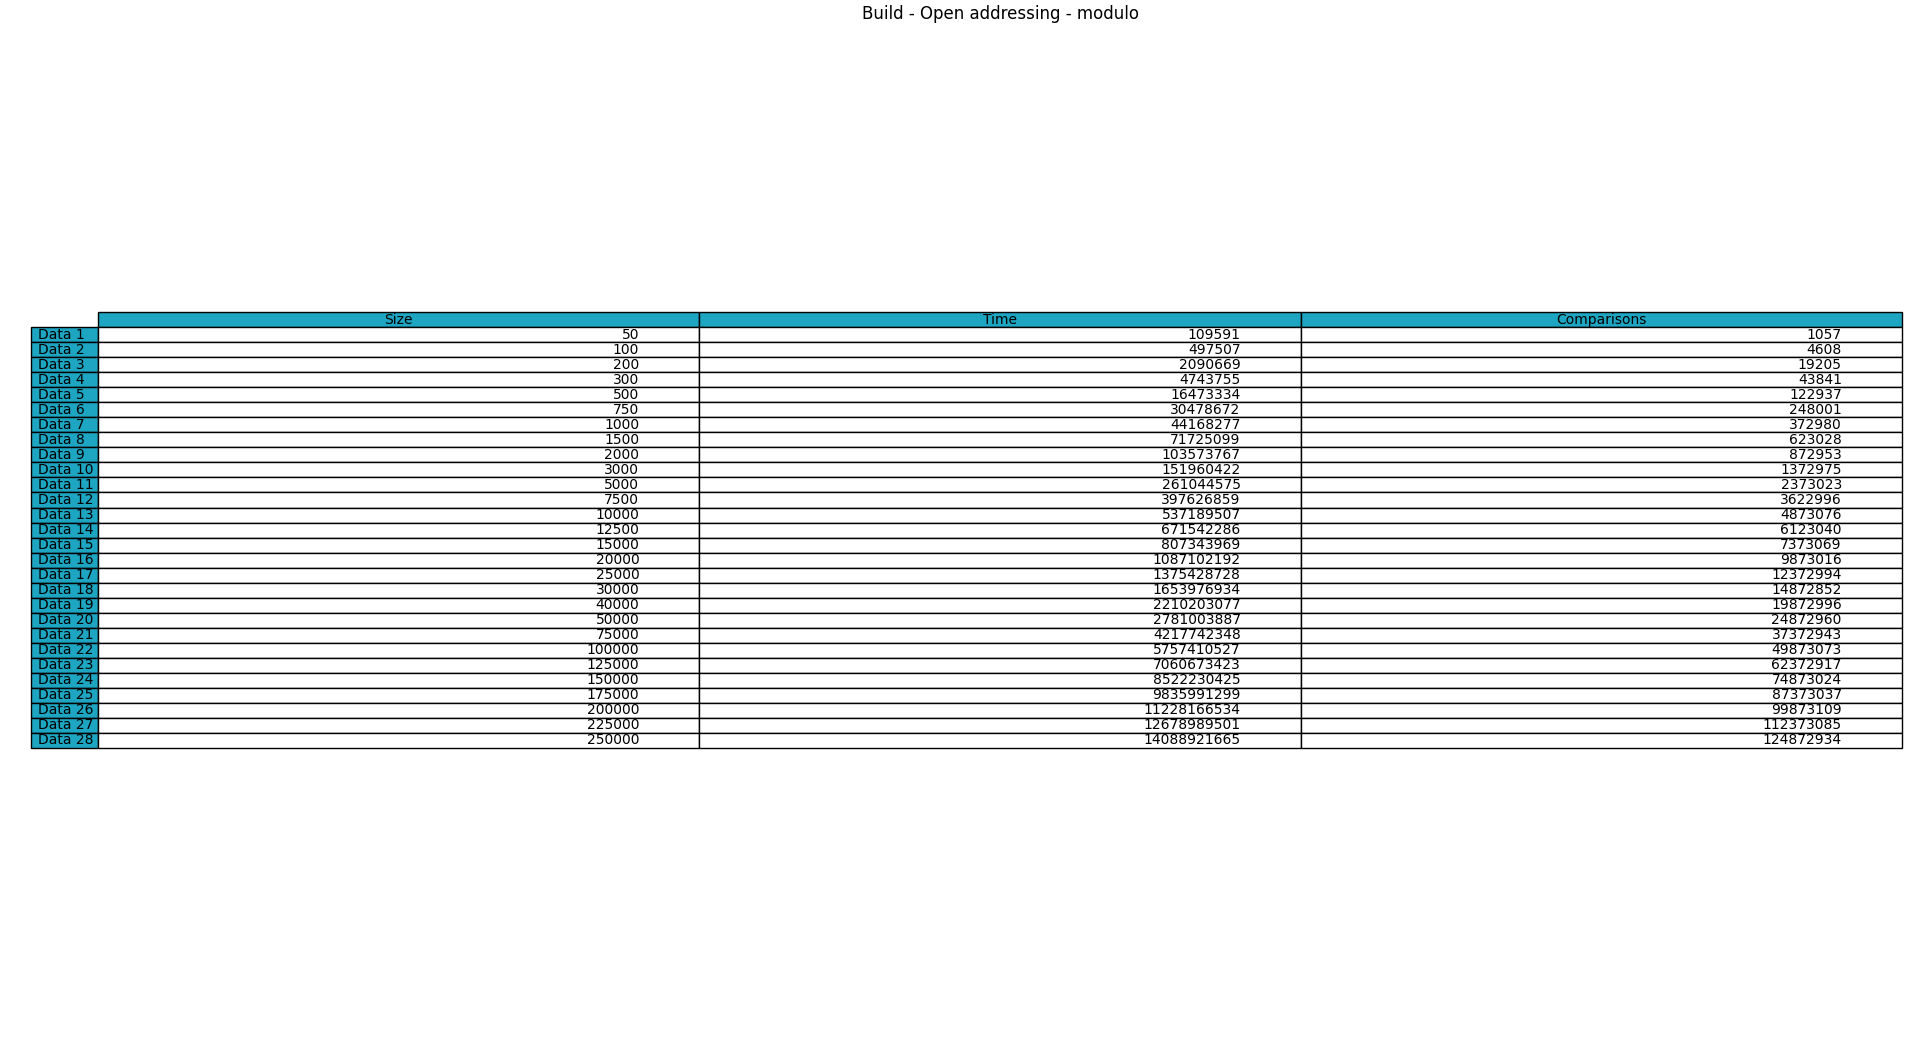 Build - Open addressing - modulo
Size Time Comparisons
Data 1 50 109591 1057
Data 2 100 497507 4608
Data 3 200 2090669 19205
Data 4 300 4743755 43841
Data 5 500 16473334 122937
Data 6 750 30478672 248001
Data 7 1000 44168277 372980
Data 8 1500 71725099 623028
Data 9 2000 103573767 872953
Data 10 3000 151960422 1372975
Data 11 5000 261044575 2373023
Data 12 7500 397626859 3622996
Data 13 10000 537189507 4873076
Data 14 12500 671542286 6123040
Data 15 15000 807343969 7373069
Data 16 20000 1087102192 9873016
Data 17 25000 1375428728 12372994
Data 18 30000 1653976934 14872852
Data 19 40000 2210203077 19872996
Data 20 50000 2781003887 24872960
Data 21 75000 4217742348 37372943
Data 22 100000 5757410527 49873073
Data 23 125000 7060673423 62372917
Data 24 150000 8522230425 74873024
Data 25 175000 9835991299 87373037
Data 26 200000 11228166534 99873109
Data 27 225000 12678989501 112373085
Data 28 250000 14088921665 124872934